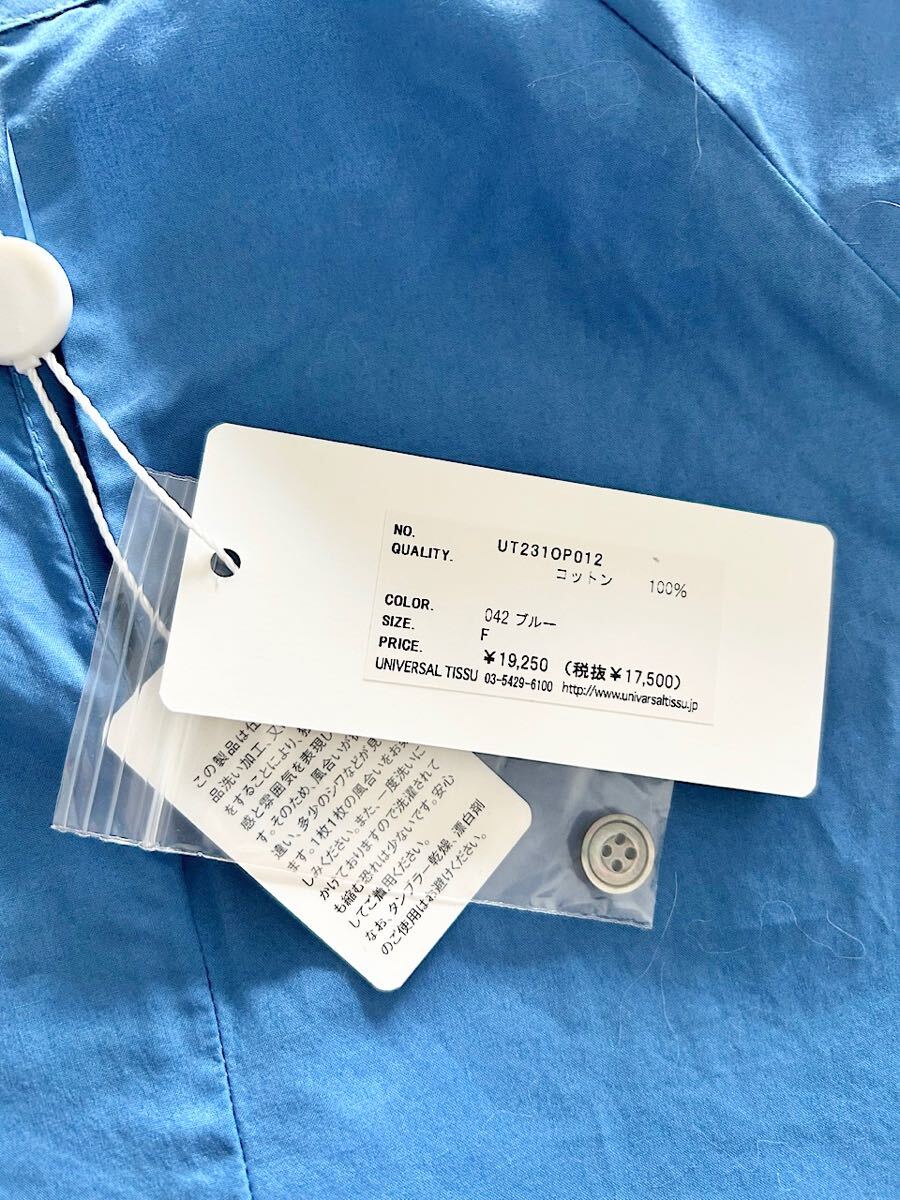 NO. UT231OP012
QUALITY. コットン 100%
COLOR. 042 ブルー
SIZE. F
PRICE. ¥19,250 (税抜¥17,500)
UNIVERSAL TISSU 03-5429-6100 http://www.univarsaltissu.jp
この製品は仕
品洗い加工、又
をすることにより、独
感と雰囲気を表現し
す。そのため、風合いが
違い、多少のシワなどが見
ます。1枚1枚の風合いをお楽
しみください。また、一度洗いに
かけておりますので洗濯されて
も縮む恐れは少ないです。安心
してご着用ください。
なお、タンブラー乾燥、漂白剤
のご使用はお避けください。